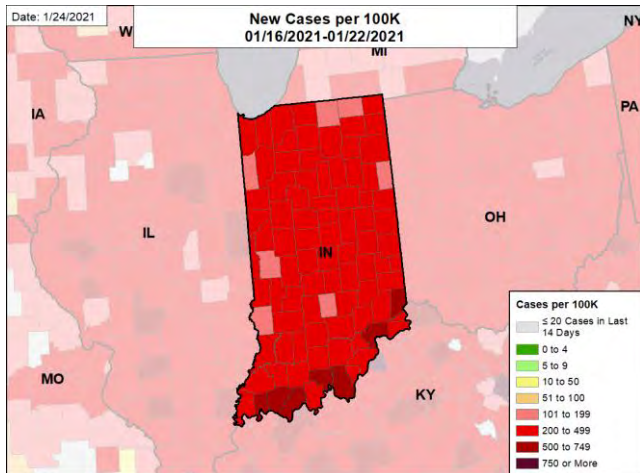 Date: 1/24/2021
New Cases per 100K
01/16/2021-01/22/2021
W
MI
NY
IA
PA
IL
IN
OH
MO
KY
Cases per 100K
≤ 20 Cases in Last
14 Days
0 to 4
5 to 9
10 to 50
51 to 100
101 to 199
200 to 499
500 to 749
750 or More